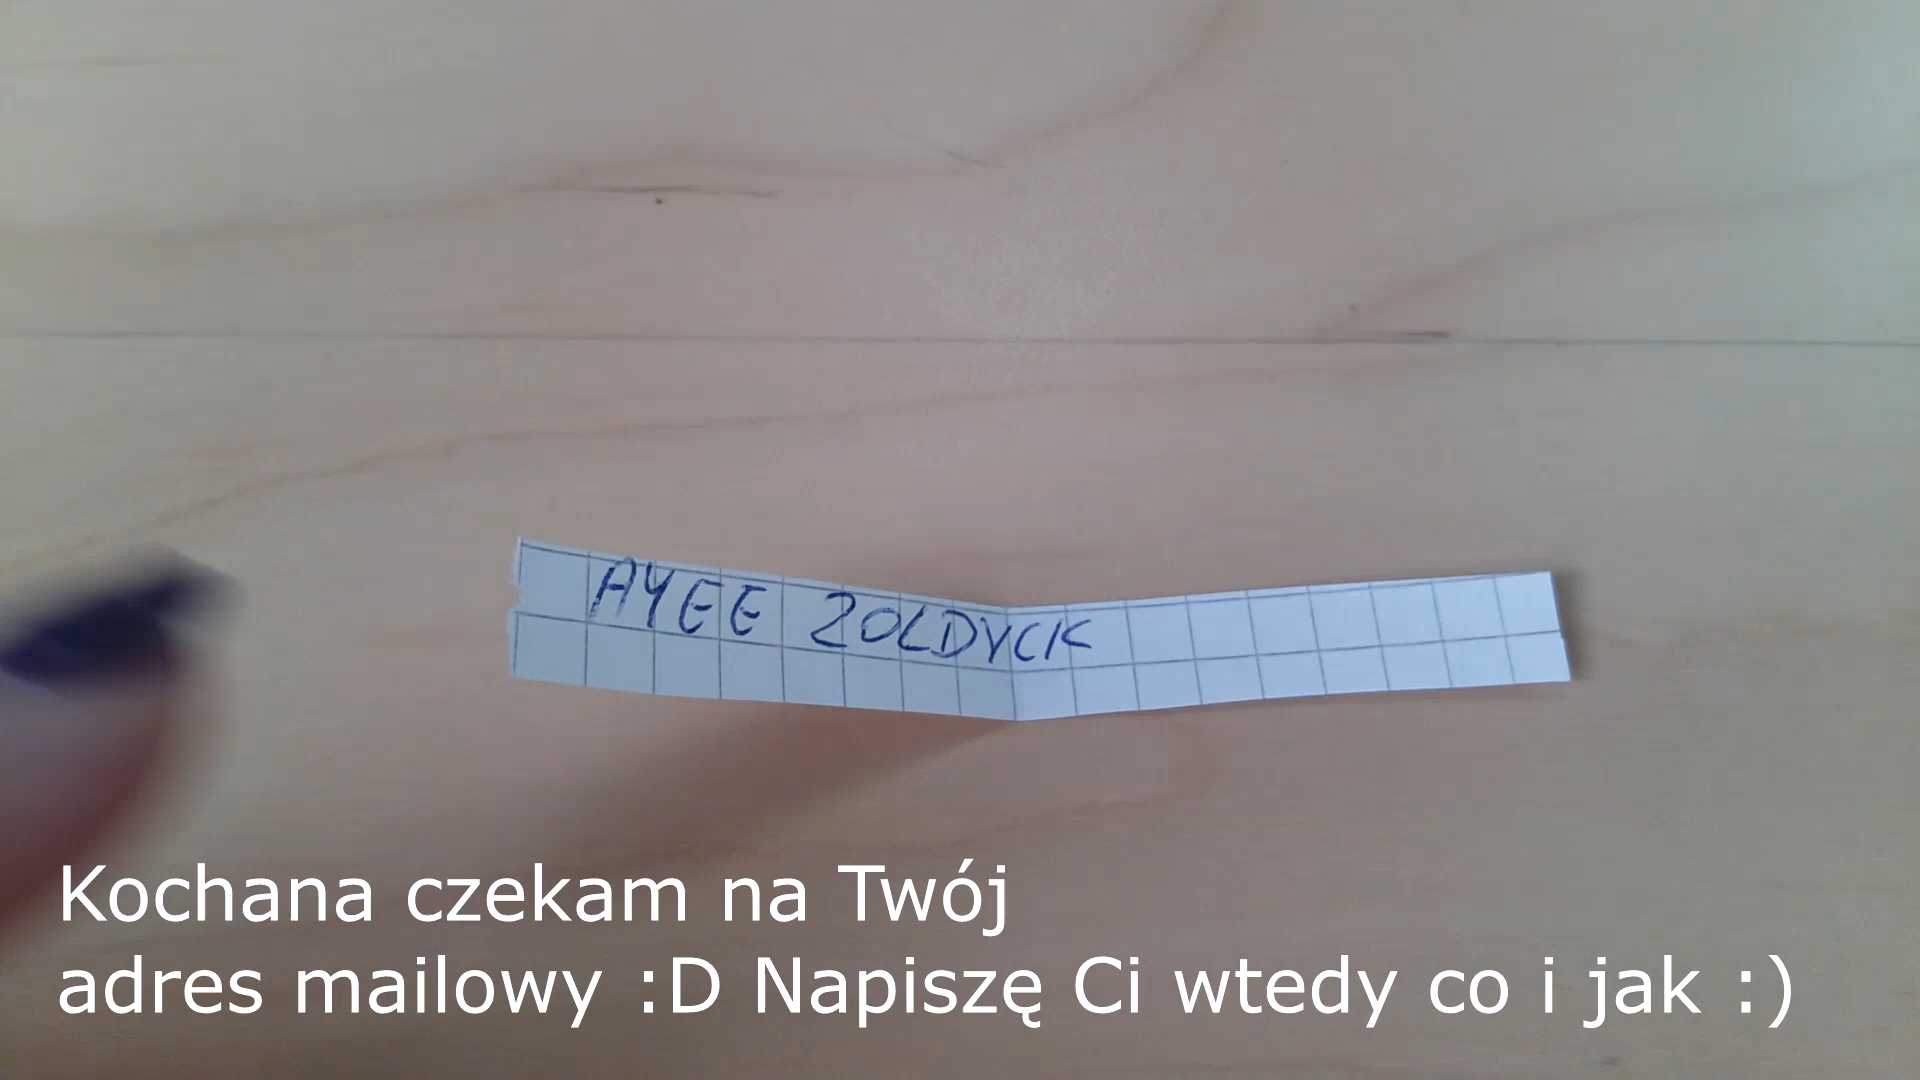 AYEE ZOLDYCK
Kochana czekam na Twój
adres mailowy :D Napiszę Ci wtedy co i jak :)